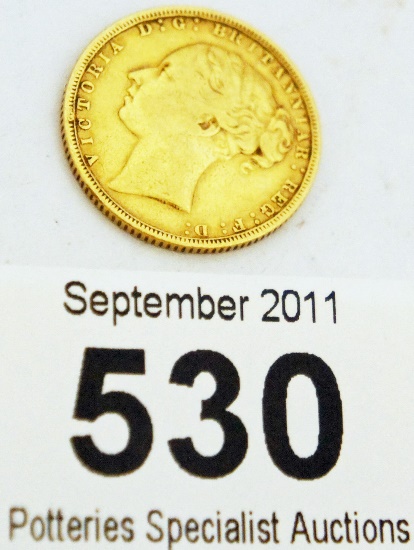 VICTORIA D: G: BRITANNIAR: REG: F: D:
September 2011
530
Potteries Specialist Auctions